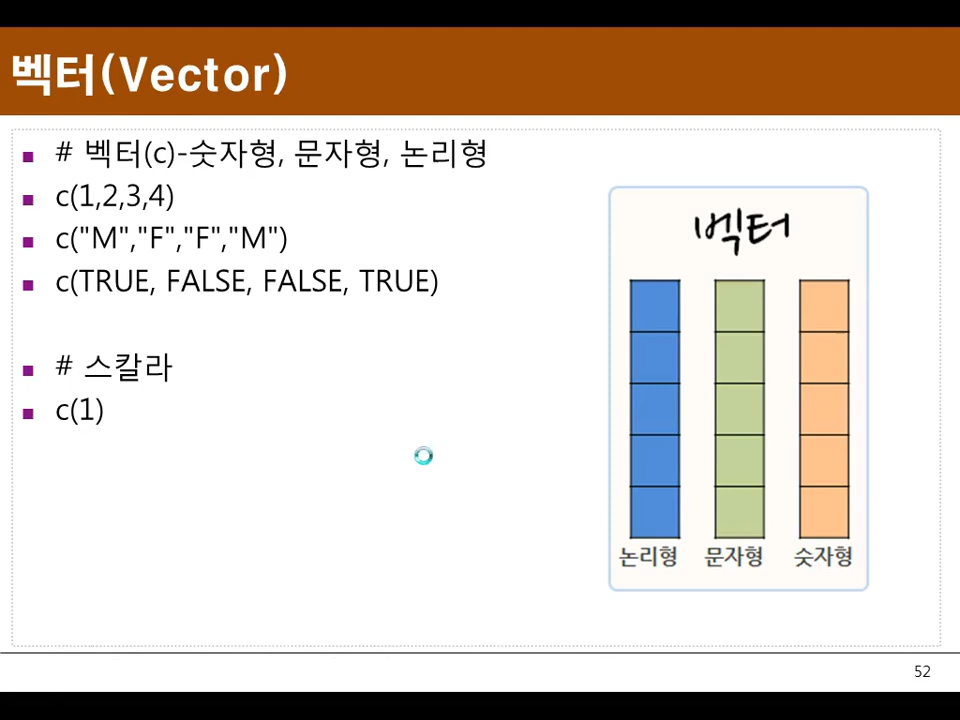 벡터(Vector)
# 벡터(c)-숫자형, 문자형, 논리형
c(1,2,3,4)
c("M","F","F","M")
c(TRUE, FALSE, FALSE, TRUE)
# 스칼라
c(1)
벡터
논리형 문자형 숫자형
52